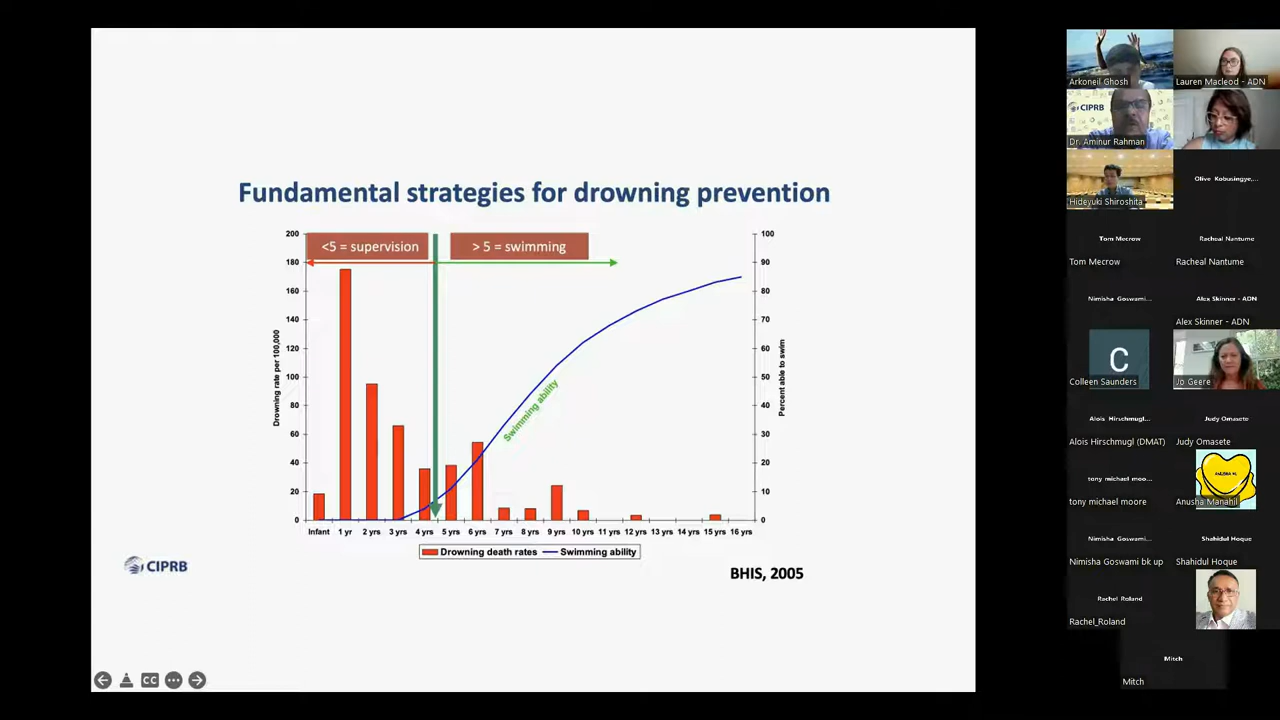 Fundamental strategies for drowning prevention
<5 = supervision
> 5 = swimming
200
180
160
140
120
100
80
60
40
20
0
Drowning rate per 100,000
100
90
80
70
60
50
40
30
20
10
0
Percent able to swim
Swimming ability
Infant 1 yr 2 yrs 3 yrs 4 yrs 5 yrs 6 yrs 7 yrs 8 yrs 9 yrs 10 yrs 11 yrs 12 yrs 13 yrs 14 yrs 15 yrs 16 yrs
Drowning death rates Swimming ability
CIPRB
BHIS, 2005
CC
Arkoneil Ghosh
Lauren Macleod - ADN
CIPRB
Dr. Aminur Rahman
Hideyuki Shiroshita
Olive Kobusingye,...
Tom Mecrow
Tom Mecrow
Racheal Nantume
Racheal Nantume
Nimisha Goswami...
Alex Skinner - ADN
Alex Skinner - ADN
C
Colleen Saunders
Jo Geere
Alois Hirschmugl...
Alois Hirschmugl (DMAT)
Judy Omasete
Judy Omasete
tony michael moo...
tony michael moore
Anusha Manahil
Nimisha Goswami...
Nimisha Goswami bk up
Shahidul Hoque
Shahidul Hoque
Rachel Roland
Rachel_Roland
Mitch
Mitch